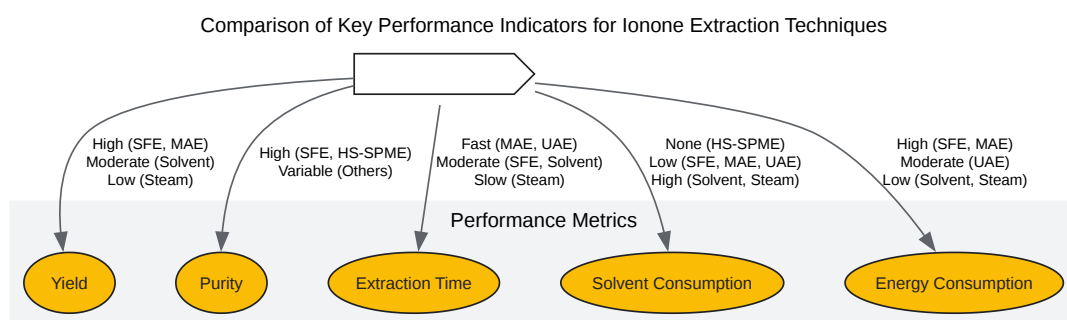 Comparison of Key Performance Indicators for Ionone Extraction Techniques
High (SFE, MAE)
Moderate (Solvent)
Low (Steam)
High (SFE, HS-SPME)
Variable (Others)
Fast (MAE, UAE)
Moderate (SFE, Solvent)
Slow (Steam)
None (HS-SPME)
Low (SFE, MAE, UAE)
High (Solvent, Steam)
High (SFE, MAE)
Moderate (UAE)
Low (Solvent, Steam)
Performance Metrics
Yield
Purity
Extraction Time
Solvent Consumption
Energy Consumption